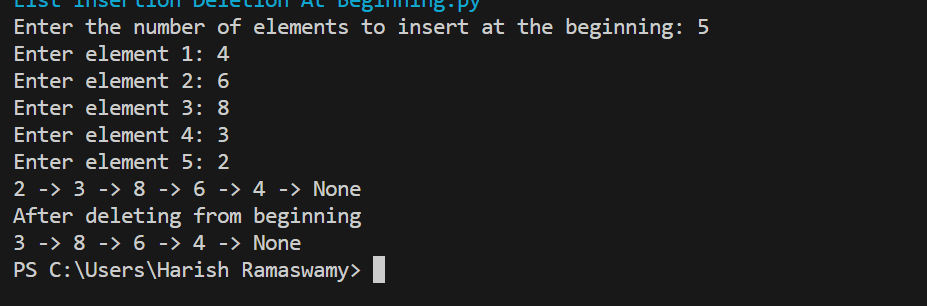 List Insertion Deletion At Beginning.py
Enter the number of elements to insert at the beginning: 5
Enter element 1: 4
Enter element 2: 6
Enter element 3: 8
Enter element 4: 3
Enter element 5: 2
2 -> 3 -> 8 -> 6 -> 4 -> None
After deleting from beginning
3 -> 8 -> 6 -> 4 -> None
PS C:\Users\Harish Ramaswamy>